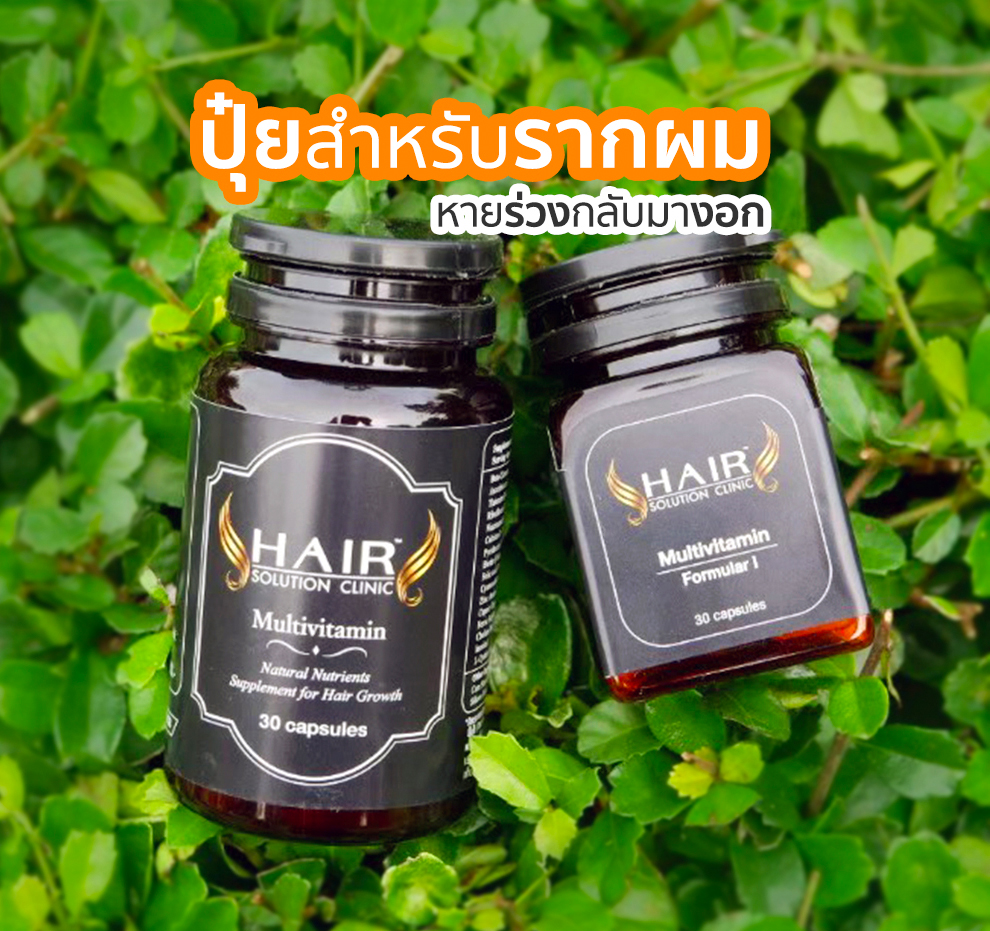 ปุ๋ยสำหรับรากผม
หายร่วงกลับมางอก
HAIR™
SOLUTION CLINIC
Multivitamin
Natural Nutrients
Supplement for Hair Growth
30 capsules
HAIR™
SOLUTION CLINIC
Multivitamin
Formular I
30 capsules